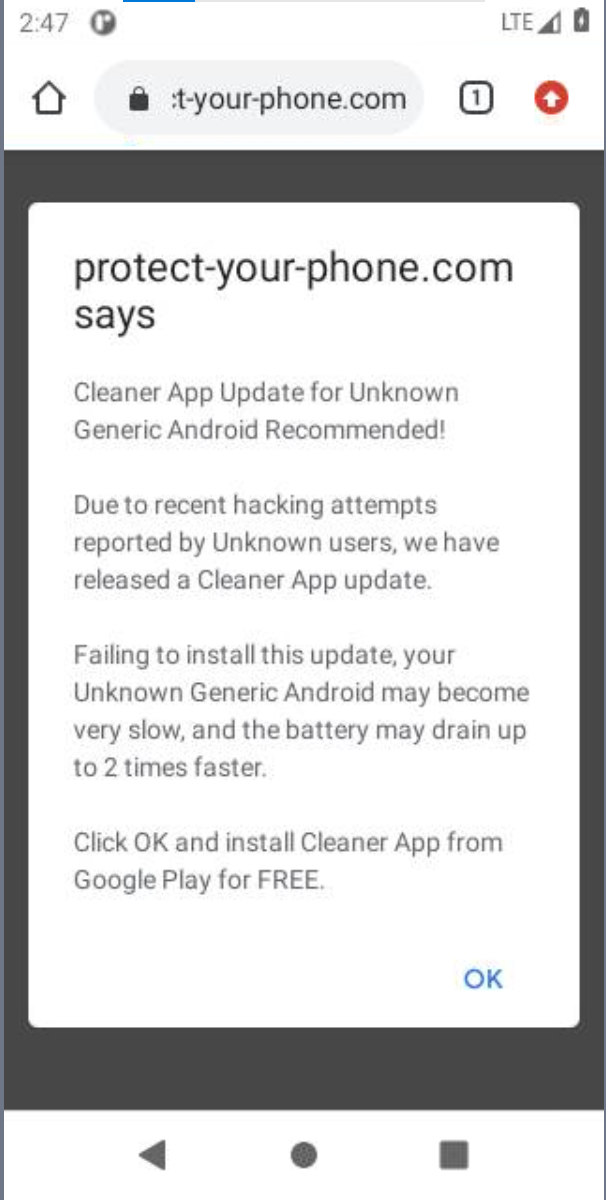 2:47 LTE
:t-your-phone.com 1
protect-your-phone.com
says
Cleaner App Update for Unknown
Generic Android Recommended!
Due to recent hacking attempts
reported by Unknown users, we have
released a Cleaner App update.
Failing to install this update, your
Unknown Generic Android may become
very slow, and the battery may drain up
to 2 times faster.
Click OK and install Cleaner App from
Google Play for FREE.
OK